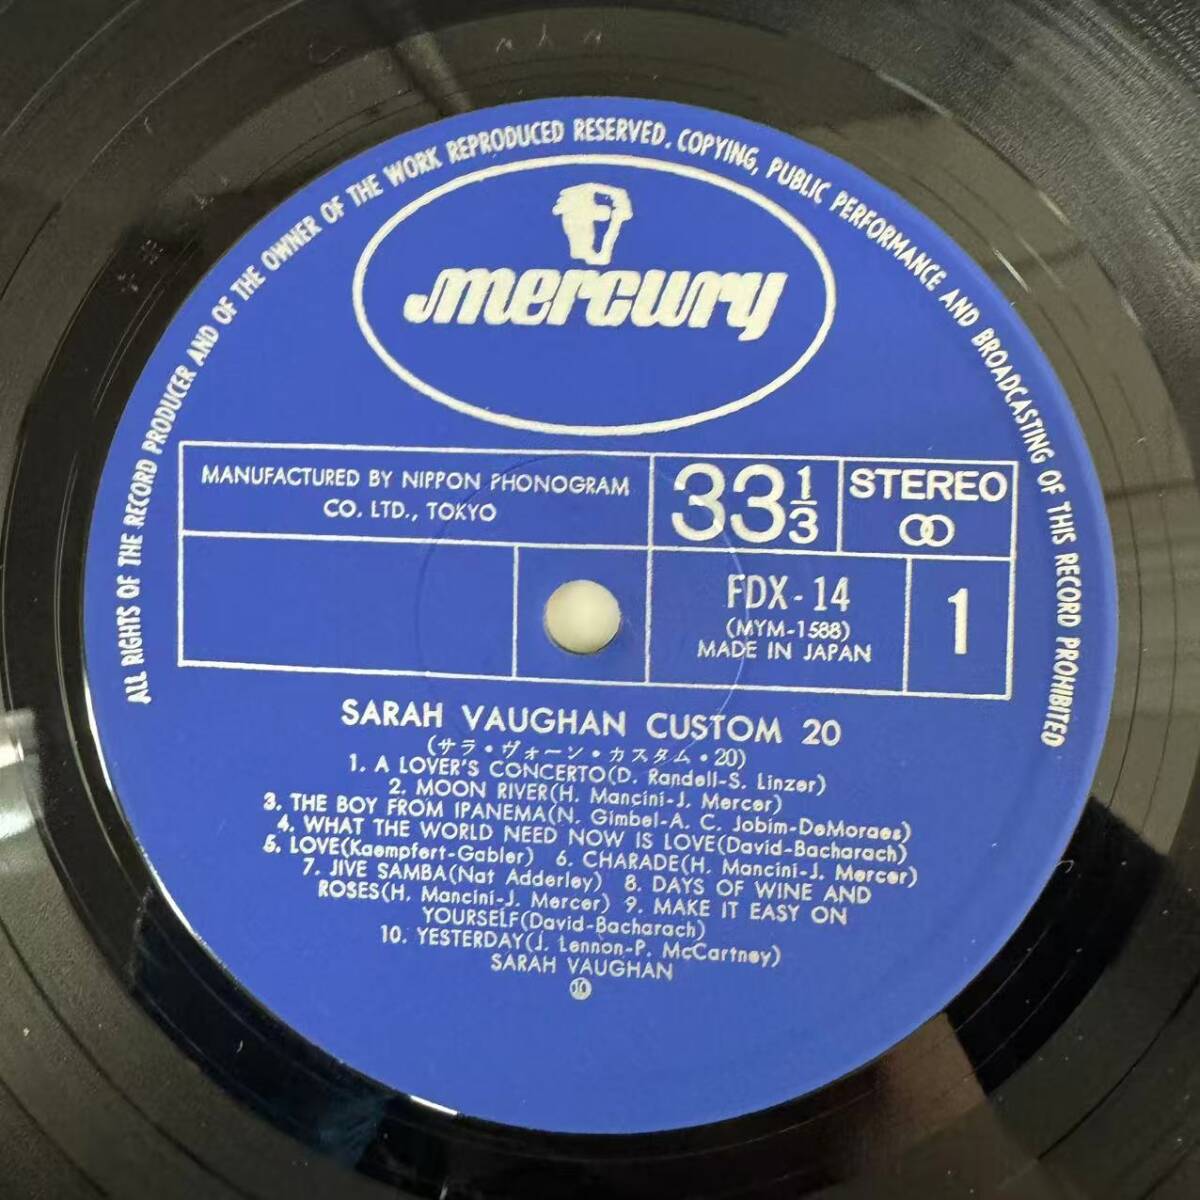 ALL RIGHTS OF THE RECORD PRODUCER AND OF THE OWNER OF THE WORK REPRODUCED RESERVED. COPYING, PUBLIC PERFORMANCE AND BROADCASTING OF THIS RECORD PROHIBITED
mercury
MANUFACTURED BY NIPPON PHONOGRAM
CO. LTD., TOKYO
33 1/3
STEREO
FDX-14
(MYM-1588)
MADE IN JAPAN
1
SARAH VAUGHAN CUSTOM 20
(サラ・ヴォーン・カスタム・20)
1. A LOVER'S CONCERTO(D. Randell-S. Linzer)
2. MOON RIVER(H. Mancini-J. Mercer)
3. THE BOY FROM IPANEMA(N. Gimbel-A. C. Jobim-DeMoraes)
4. WHAT THE WORLD NEED NOW IS LOVE(David-Bacharach)
5. LOVE(Kaempfert-Gabler) 6. CHARADE(H. Mancini-J. Mercer)
7. JIVE SAMBA(Nat Adderley) 8. DAYS OF WINE AND
ROSES(H. Mancini-J. Mercer) 9. MAKE IT EASY ON
YOURSELF(David-Bacharach)
10. YESTERDAY(J. Lennon-P. McCartney)
SARAH VAUGHAN